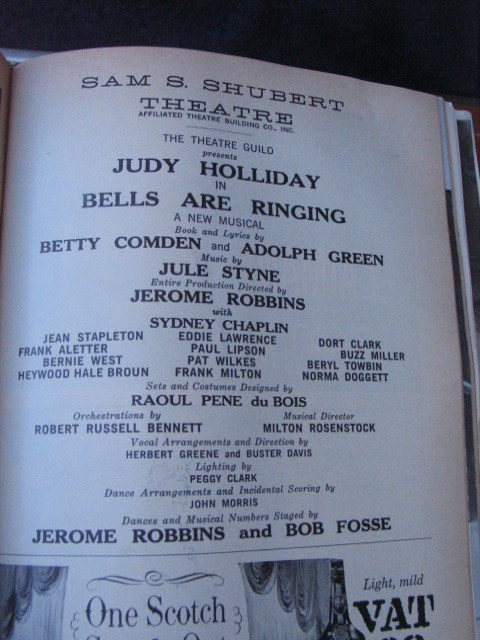 SAM S. SHUBERT
THEATRE
AFFILIATED THEATRE BUILDING CO., INC.
THE THEATRE GUILD
presents
JUDY HOLLIDAY
IN
BELLS ARE RINGING
A NEW MUSICAL
Book and Lyrics by
BETTY COMDEN and ADOLPH GREEN
Music by
JULE STYNE
Entire Production Directed by
JEROME ROBBINS
with
SYDNEY CHAPLIN
JEAN STAPLETON EDDIE LAWRENCE DORT CLARK
FRANK ALETTER PAUL LIPSON BUZZ MILLER
BERNIE WEST PAT WILKES BERYL TOWBIN
HEYWOOD HALE BROUN FRANK MILTON NORMA DOGGETT
Sets and Costumes Designed by
RAOUL PENE du BOIS
Orchestrations by Musical Director
ROBERT RUSSELL BENNETT MILTON ROSENSTOCK
Vocal Arrangements and Direction by
HERBERT GREENE and BUSTER DAVIS
Lighting by
PEGGY CLARK
Dance Arrangements and Incidental Scoring by
JOHN MORRIS
Dances and Musical Numbers Staged by
JEROME ROBBINS and BOB FOSSE
One Scotch
Light, mild
VAT